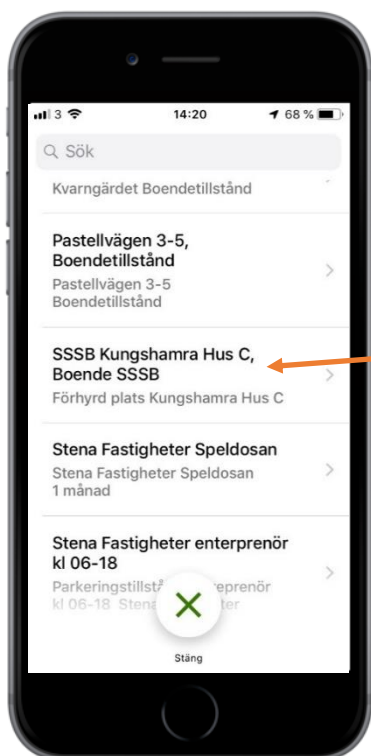 3 14:20 68 %
Sök
Kvarngärdet Boendetillstånd
Pastellvägen 3-5,
Boendetillstånd
Pastellvägen 3-5
Boendetillstånd
SSSB Kungshamra Hus C,
Boende SSSB
Förhyrd plats Kungshamra Hus C
Stena Fastigheter Speldosan
Stena Fastigheter Speldosan
1 månad
Stena Fastigheter enterprenör
kl 06-18
kl 06-18 Stena
Stäng